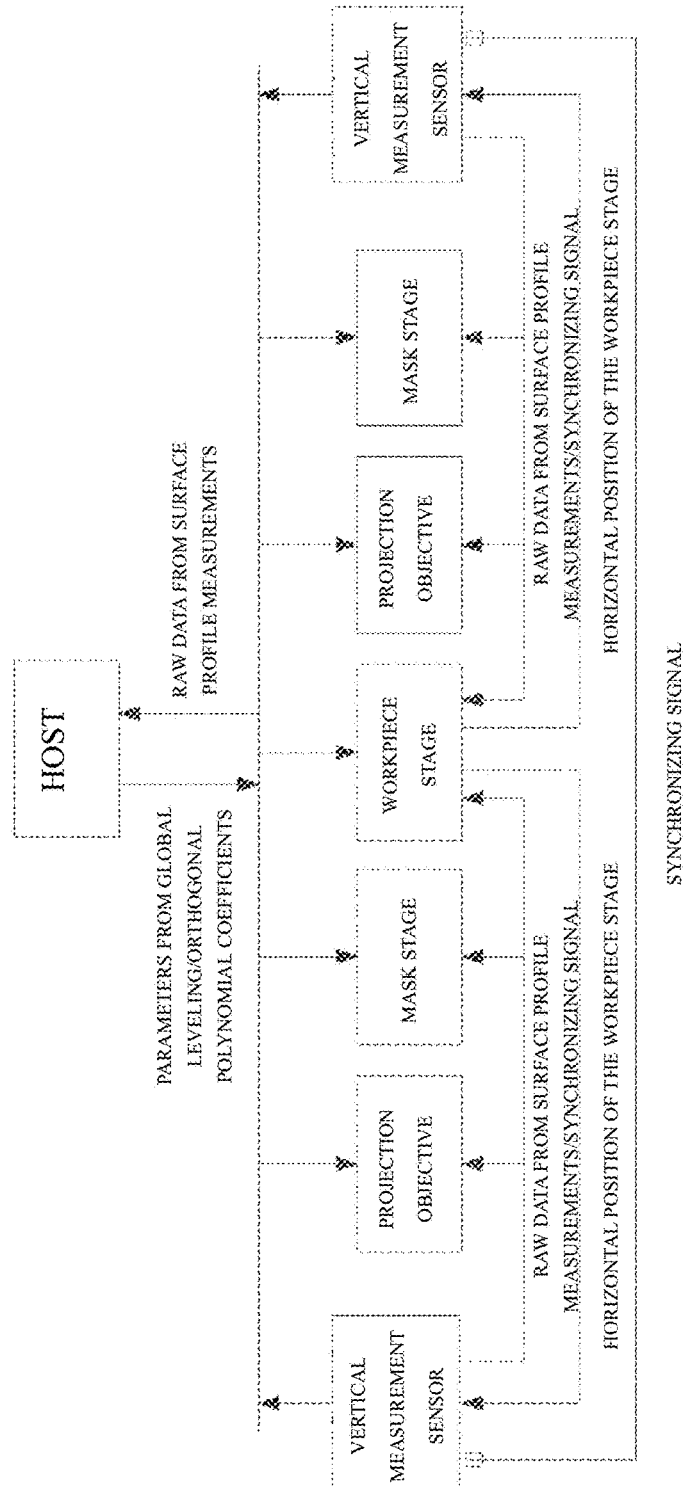 HOST
PARAMETERS FROM GLOBAL
LEVELING/ORTHOGONAL
POLYNOMIAL COEFFICIENTS
RAW DATA FROM SURFACE
PROFILE MEASUREMENTS
VERTICAL
MEASUREMENT
SENSOR
PROJECTION
OBJECTIVE
MASK STAGE
WORKPIECE
STAGE
PROJECTION
OBJECTIVE
MASK STAGE
VERTICAL
MEASUREMENT
SENSOR
RAW DATA FROM SURFACE PROFILE
MEASUREMENTS/SYNCHRONIZING SIGNAL
HORIZONTAL POSITION OF THE WORKPIECE STAGE
RAW DATA FROM SURFACE PROFILE
MEASUREMENTS/SYNCHRONIZING SIGNAL
HORIZONTAL POSITION OF THE WORKPIECE STAGE
SYNCHRONIZING SIGNAL